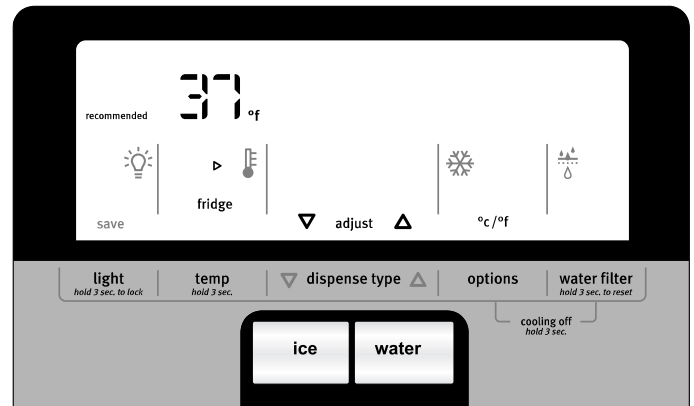 37 °f
recommended
fridge
save
adjust
°c/°f
light
hold 3 sec. to lock
temp
hold 3 sec.
dispense type
options
water filter
hold 3 sec. to reset
cooling off
hold 3 sec.
ice
water